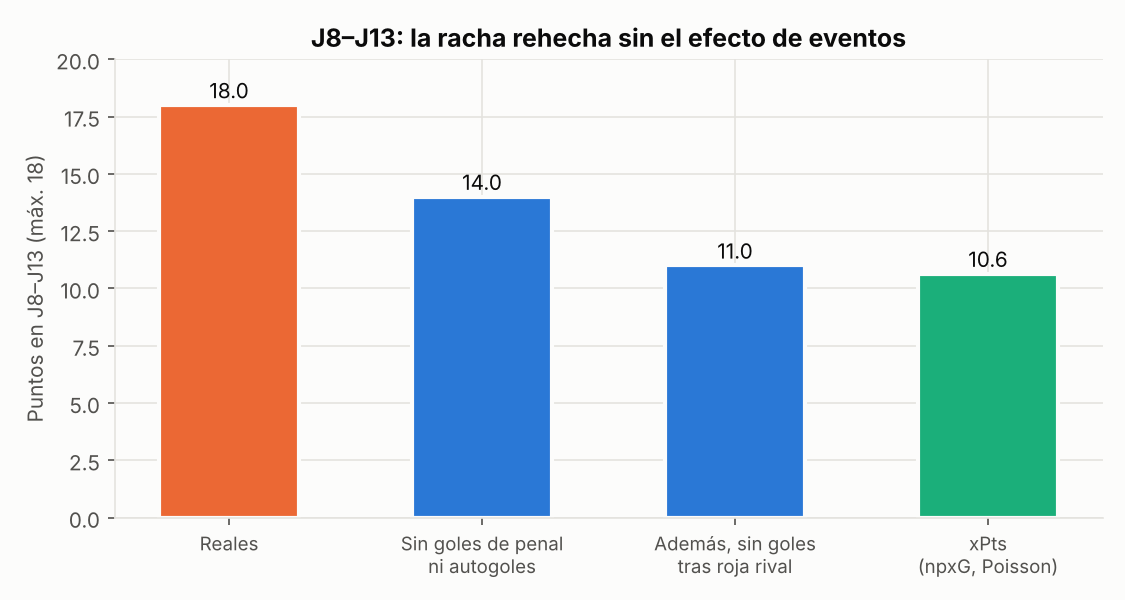 J8–J13: la racha rehecha sin el efecto de eventos
Puntos en J8–J13 (máx. 18)
20.0
17.5
15.0
12.5
10.0
7.5
5.0
2.5
0.0
18.0
14.0
11.0
10.6
Reales
Sin goles de penal
ni autogoles
Además, sin goles
tras roja rival
xPts
(npxG, Poisson)